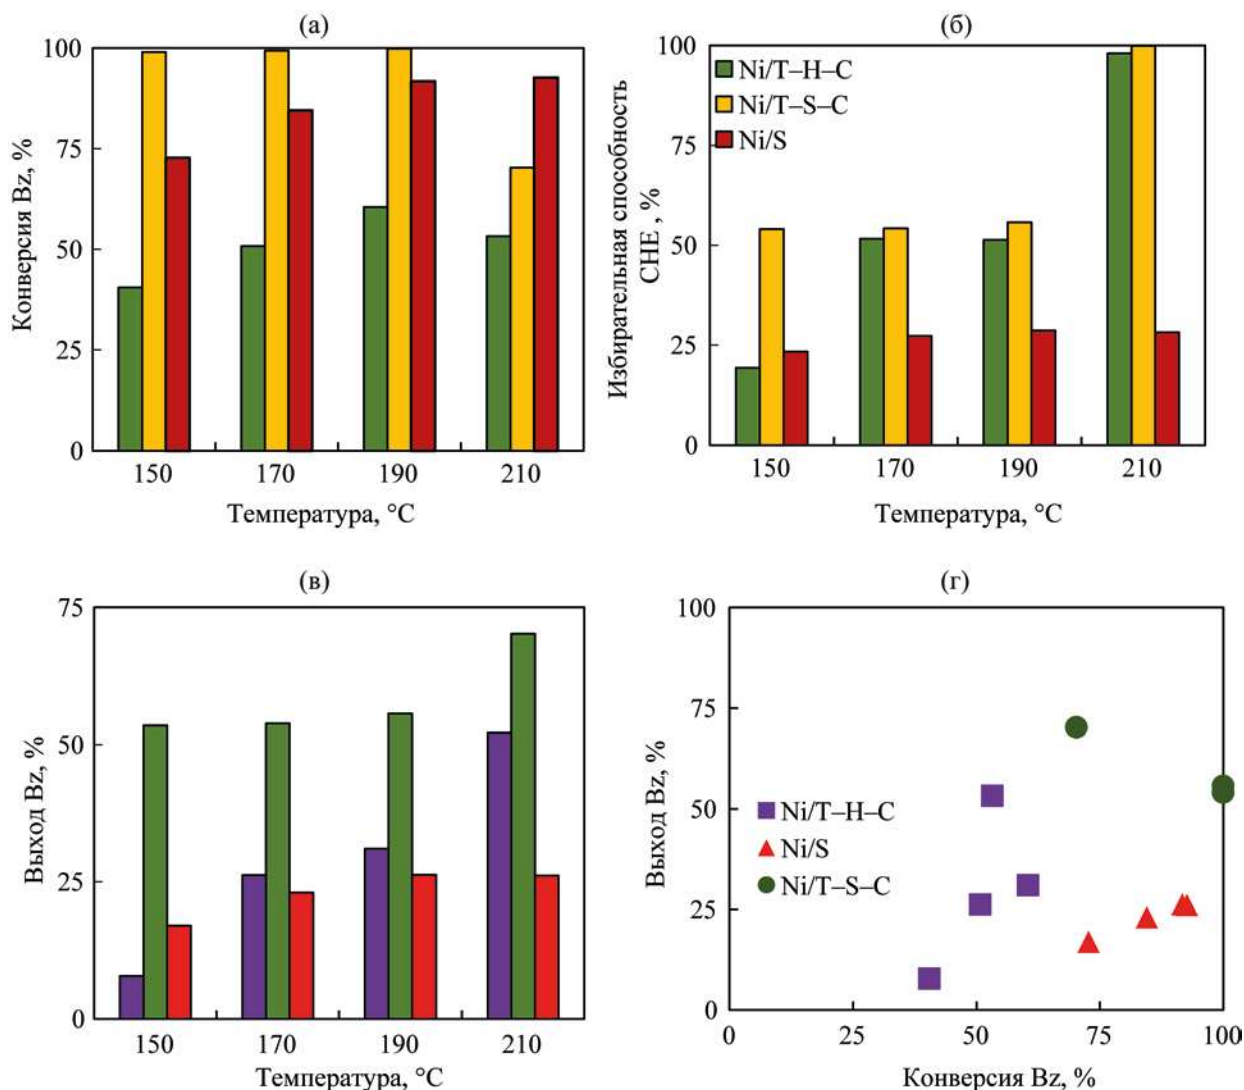 (а)
100
75
50
25
0
Конверсия Bz, %
150 170 190 210
Температура, °C
(б)
100
75
50
25
0
Избирательная способность
CHE , %
Ni/T–H–C
Ni/T–S–C
Ni/S
150 170 190 210
Температура, °C
(в)
75
50
25
0
Выход Bz, %
150 170 190 210
Температура, °C
(г)
100
75
50
25
0
Выход Bz, %
Ni/T–H–C
Ni/S
Ni/T–S–C
0 25 50 75 100
Конверсия Bz, %